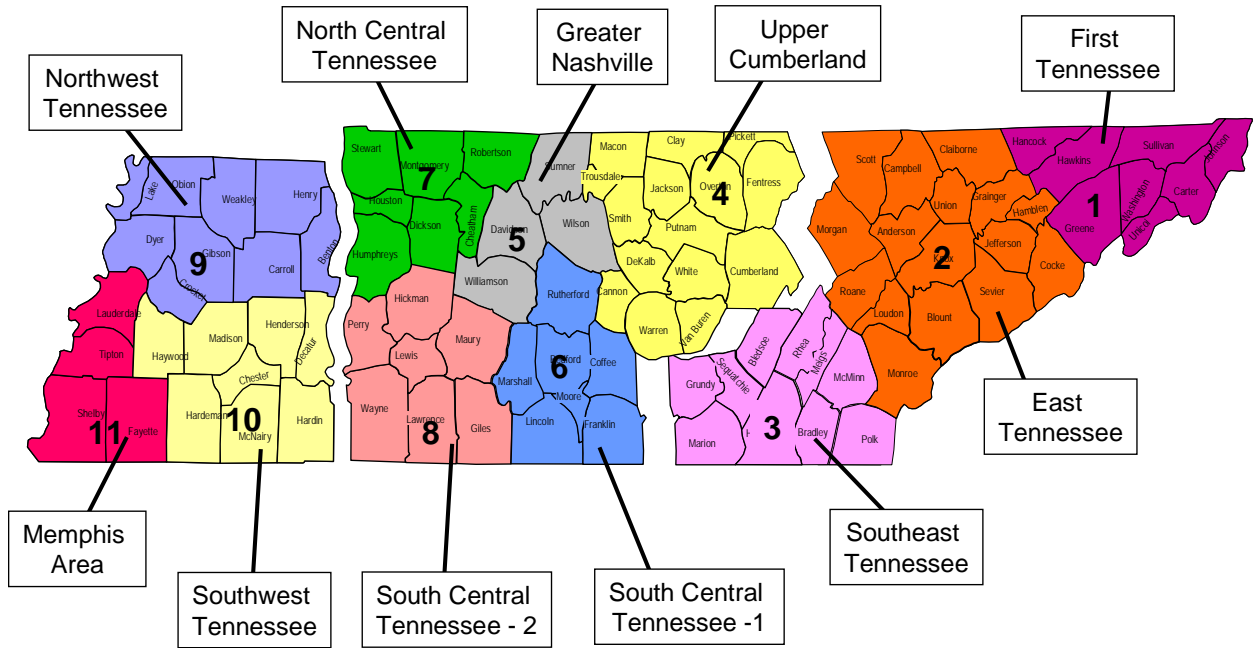 North Central
Tennessee
Greater
Nashville
Upper
Cumberland
First
Tennessee
Northwest
Tennessee
Stewart
Montgomery
Robertson
7
Houston
Dickson
Cheatham
Humphreys
Sumner
Davidson
5
Wilson
Williamson
Macon
Clay
Pickett
Trousdale
Jackson
Overton
4
Fentress
Smith
Putnam
DeKalb
White
Cumberland
Cannon
Warren
Van Buren
Scott
Campbell
Claiborne
Union
Grainger
Hamblen
Morgan
Anderson
2
Knox
Jefferson
Cocke
Roane
Loudon
Blount
Sevier
Monroe
Hancock
Hawkins
Sullivan
Johnson
Greene
1
Washington
Carter
Unicoi
Lake
Obion
Weakley
Henry
Dyer
9
Gibson
Carroll
Benton
Crockett
Lauderdale
Tipton
Shelby
11
Fayette
Haywood
Madison
Henderson
Decatur
Chester
Hardeman
10
McNairy
Hardin
Perry
Hickman
Maury
Lewis
Wayne
Lawrence
8
Giles
Rutherford
Bedford
6
Coffee
Marshall
Moore
Lincoln
Franklin
Grundy
Sequatchie
Bledsoe
Rhea
Meigs
McMinn
Marion
H
3
Bradley
Polk
East
Tennessee
Memphis
Area
Southwest
Tennessee
South Central
Tennessee - 2
South Central
Tennessee -1
Southeast
Tennessee